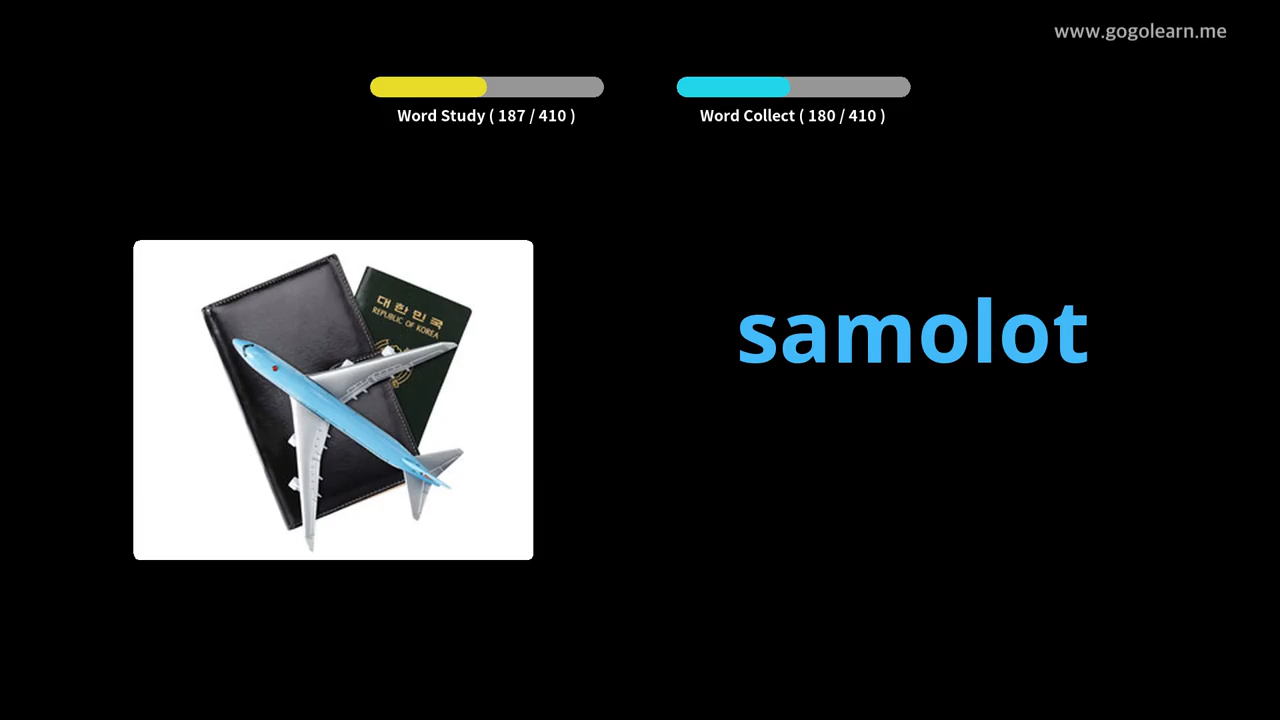 www.gogolearn.me
Word Study ( 187 / 410 )
Word Collect ( 180 / 410 )
대한민국
REPUBLIC OF KOREA
samolot